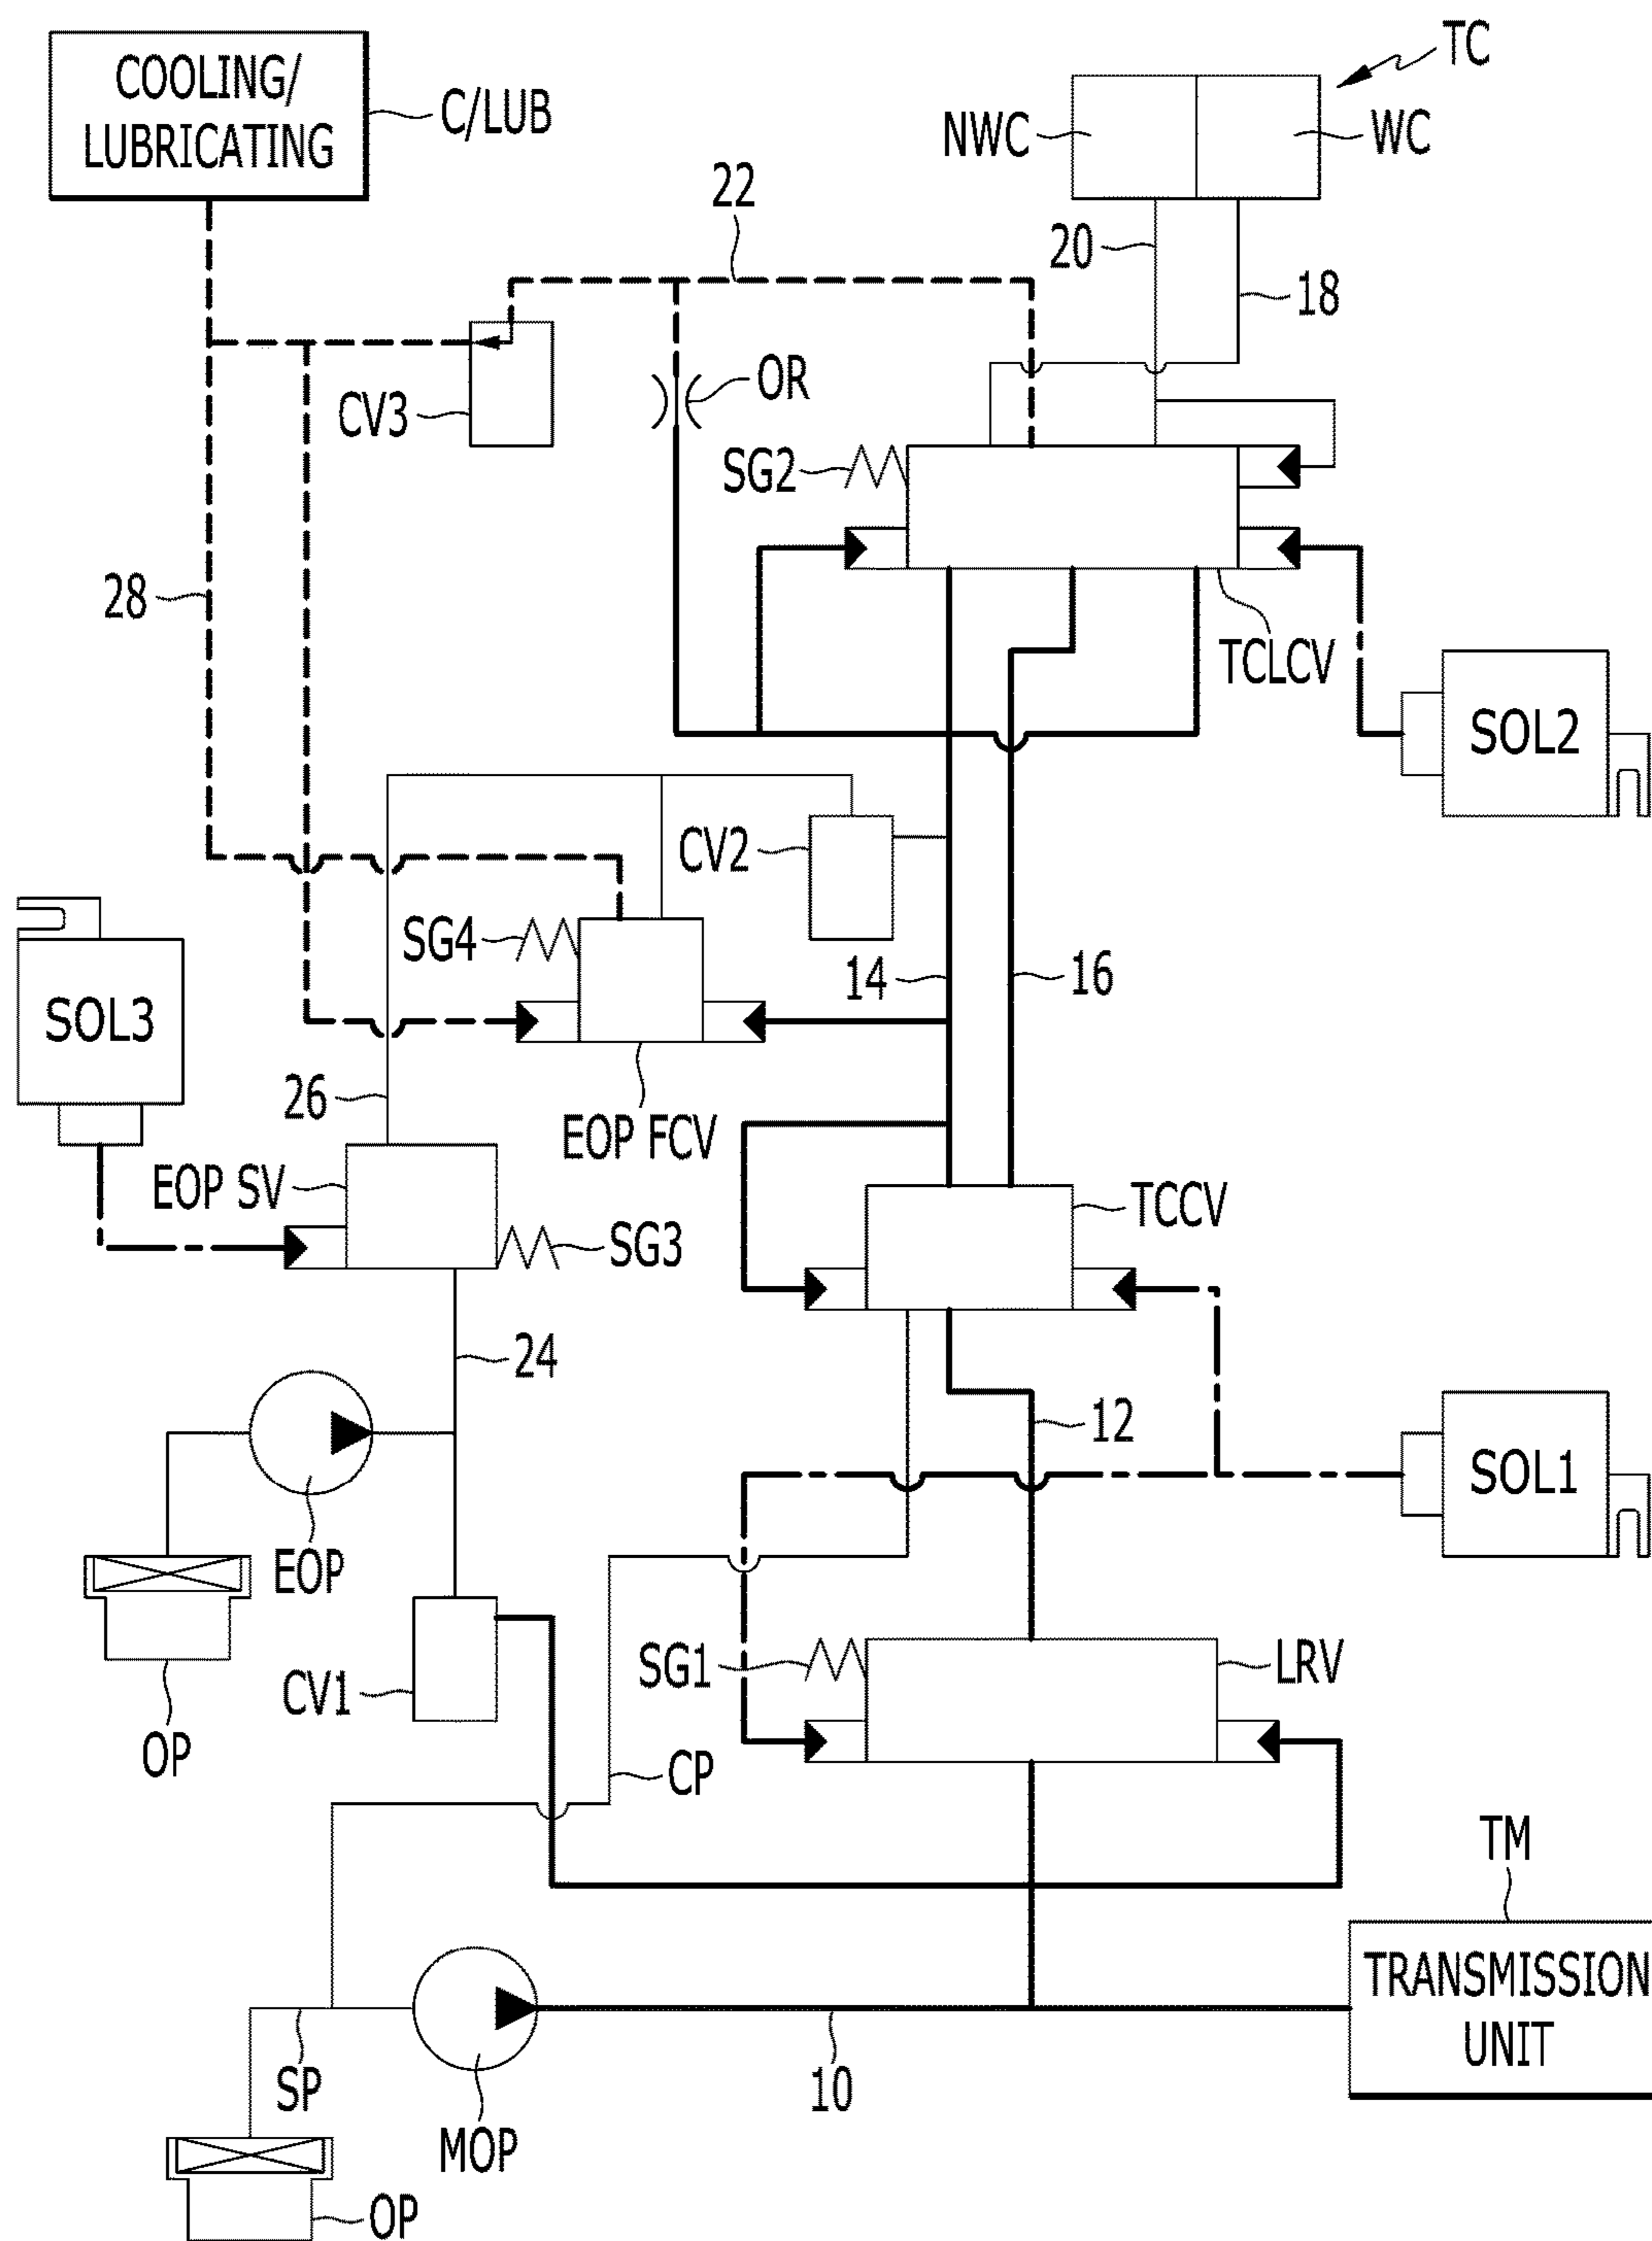 TC
COOLING/
LUBRICATING
C/LUB
NWC
WC
22
20
18
CV3
OR
SG2
28
TCLCV
SOL2
CV2
SG4
14
16
SOL3
26
EOP FCV
EOP SV
TCCV
SG3
24
12
SOL1
EOP
SG1
LRV
CV1
OP
CP
TM
TRANSMISSION
UNIT
SP
10
MOP
OP